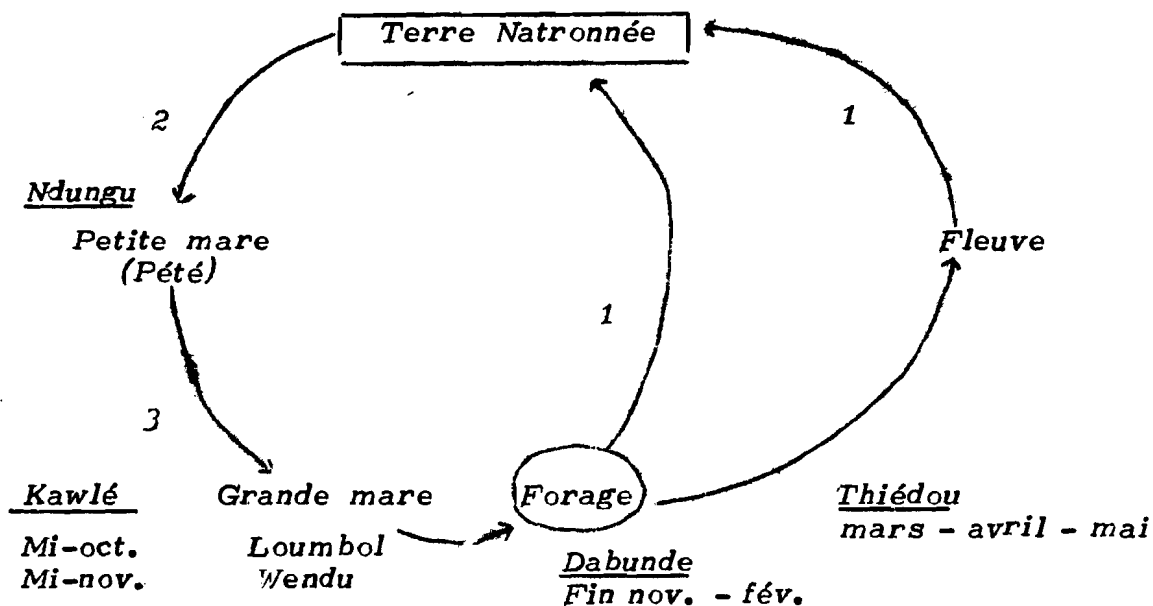 Terre Natronnée
2
1
Ndungu
Petite mare
(Pété)
Fleuve
1
3
Kawlé
Mi-oct.
Mi-nov.
Grande mare
Loumbol
Wendu
Forage
Dabunde
Fin nov. - fév.
Thiédou
mars - avril - mai